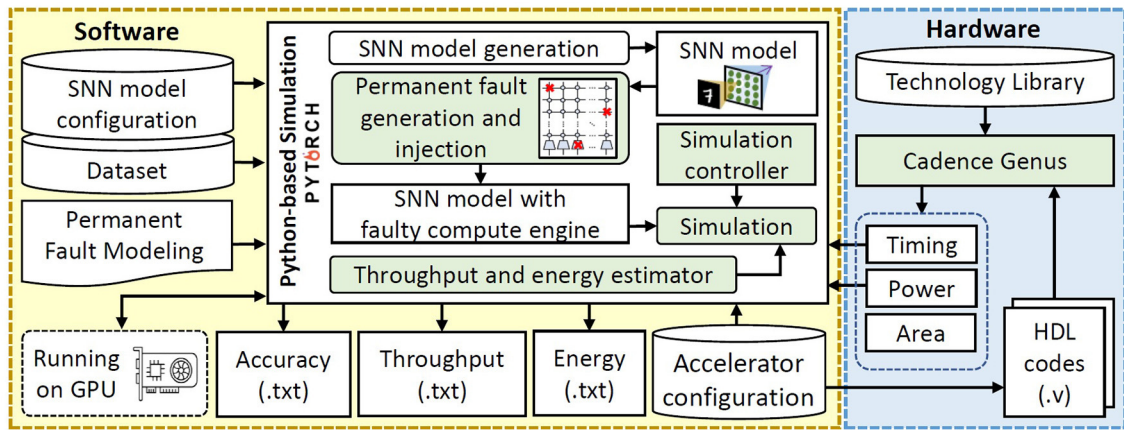 Software
SNN model
configuration
Dataset
Permanent
Fault Modeling
Running
on GPU
Python-based Simulation
PYTORCH
SNN model generation
SNN model
7
Permanent fault
generation and
injection
Simulation
controller
SNN model with
faulty compute engine
Simulation
Throughput and energy estimator
Accuracy
(.txt)
Throughput
(.txt)
Energy
(.txt)
Accelerator
configuration
Hardware
Technology Library
Cadence Genus
Timing
Power
Area
HDL
codes
(.v)